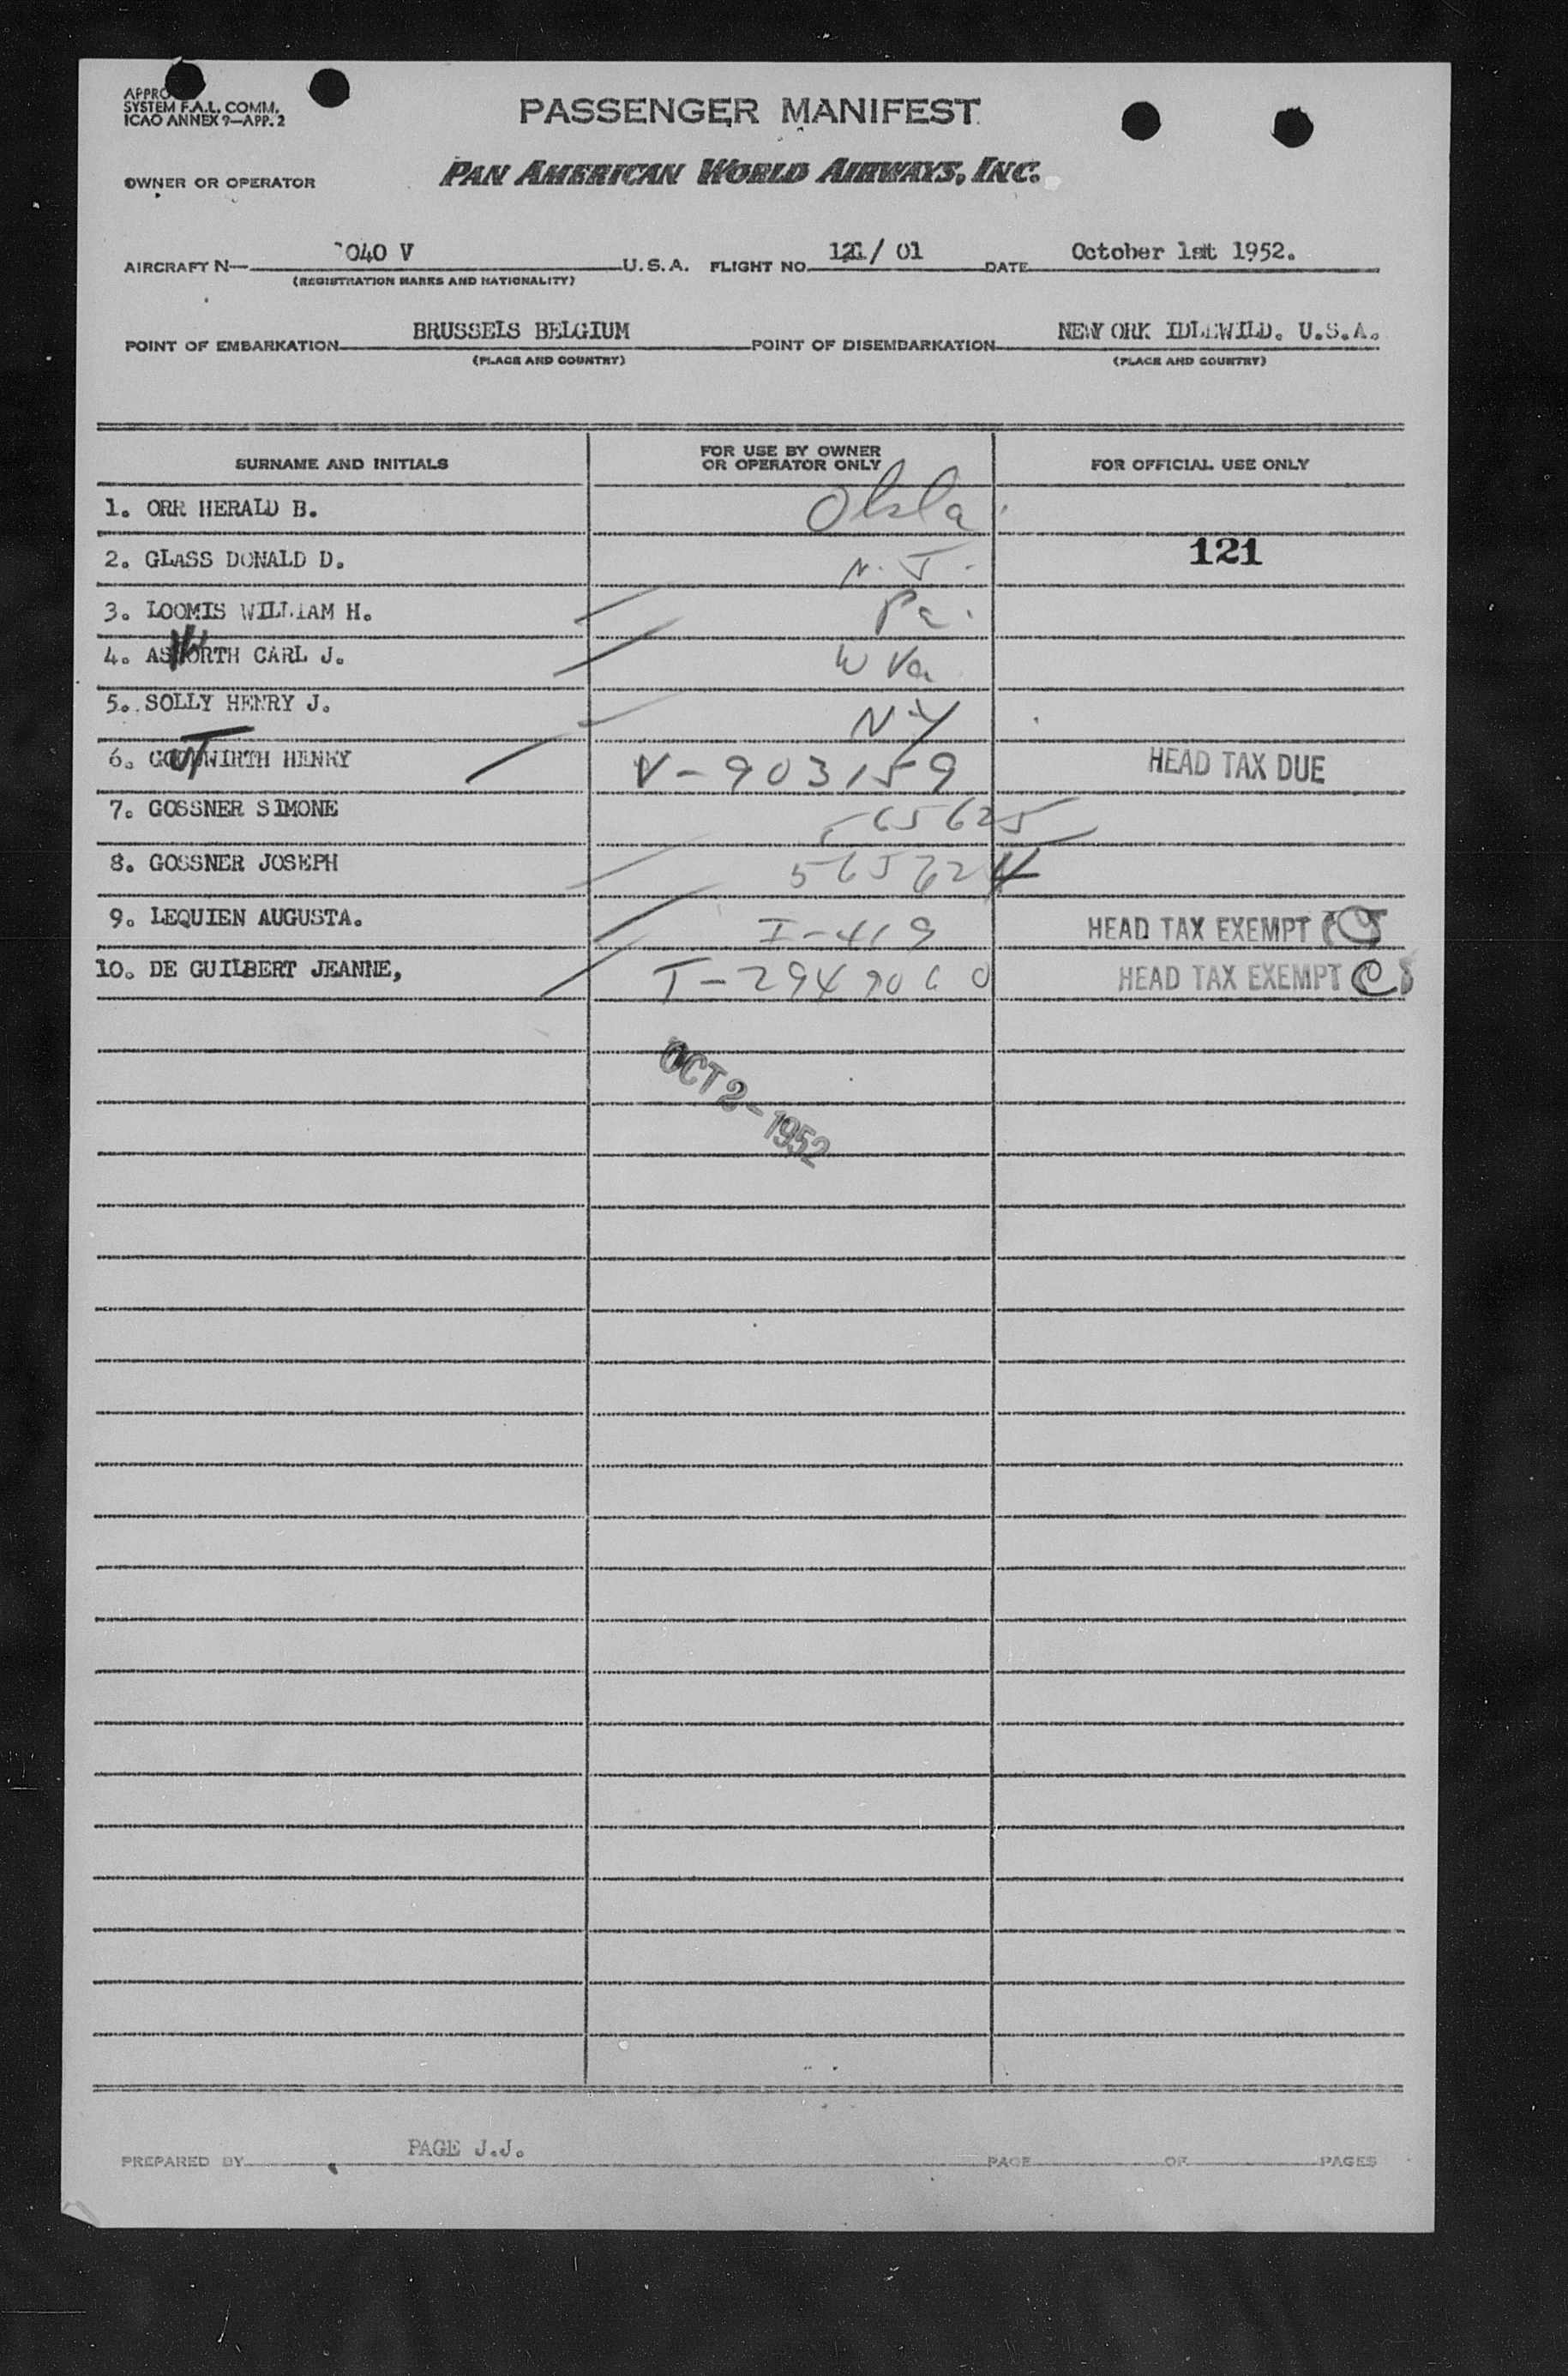 SYSTEM F.A.L. COMM.
ICAO ANNEX 9—APP. 2
PASSENGER MANIFEST
OWNER OR OPERATOR PAN AMERICAN WORLD AIRWAYS, INC.
AIRCRAFT N— 040 V U.S.A. FLIGHT NO. 121/ 01 DATE October 1st 1952.
(REGISTRATION MARKS AND NATIONALITY)
POINT OF EMBARKATION BRUSSELS BELGIUM POINT OF DISEMBARKATION NEW ORK IDLEWILD. U.S.A.
(PLACE AND COUNTRY) (PLACE AND COUNTRY)
SURNAME AND INITIALS FOR USE BY OWNER OR OPERATOR ONLY FOR OFFICIAL USE ONLY
1. ORR HERALD B. Okla
2. GLASS DONALD D. N.J. 121
3. LOOMIS WILLIAM H. Pa.
4. ASWORTH CARL J. W Va
5. SOLLY HENRY J. NY
6. HENRY V-903159 HEAD TAX DUE
7. GOSSNER SIMONE 565625
8. GOSSNER JOSEPH 565624
9. LEQUIEN AUGUSTA. I-419 HEAD TAX EXEMPT
10. DE GUILBERT JEANNE, T-2949060 HEAD TAX EXEMPT
OCT 2-1952
PREPARED BY PAGE J.J. PAGE OF PAGES